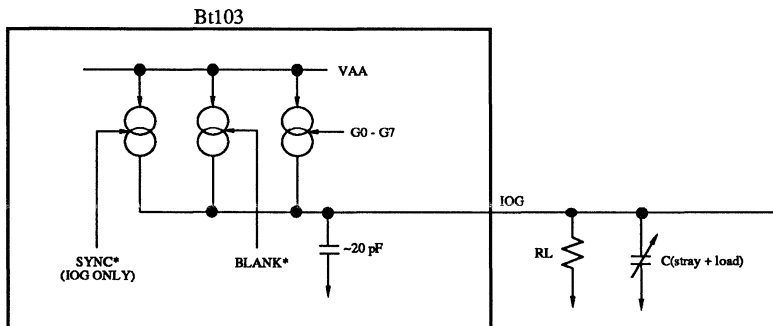 Bt103
VAA
G0 - G7
IOG
SYNC*
(IOG ONLY)
BLANK*
~20 pF
RL
C(stray + load)